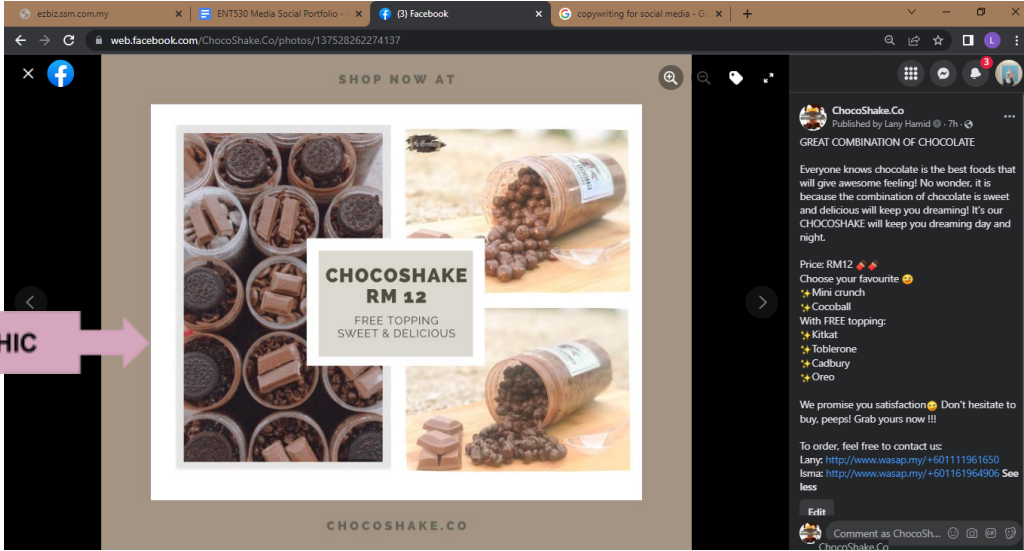 ezbiz.ssm.com.my
ENT530 Media Social Portfolio -
(3) Facebook
copywriting for social media - Go
web.facebook.com/ChocoShake.Co/photos/137528262274137
L
3
SHOP NOW AT
CHOCOSHAKE
RM 12
FREE TOPPING
SWEET & DELICIOUS
CHOCOSHAKE.CO
HIC
ChocoShake.Co
Published by Lany Hamid · 7h ·
GREAT COMBINATION OF CHOCOLATE
Everyone knows chocolate is the best foods that
will give awesome feeling! No wonder, it is
because the combination of chocolate is sweet
and delicious will keep you dreaming! It's our
CHOCOSHAKE will keep you dreaming day and
night.
Price: RM12 🍫🍫
Choose your favourite 🥰
✨Mini crunch
✨Cocoball
With FREE topping:
✨Kitkat
✨Toblerone
✨Cadbury
✨Oreo
We promise you satisfaction😋 Don't hesitate to
buy, peeps! Grab yours now !!!
To order, feel free to contact us:
Lany: http://www.wasap.my/+601111961650
Isma: http://www.wasap.my/+601161964906 See
less
Edit
Comment as ChocoSh...
ChocoShake.Co